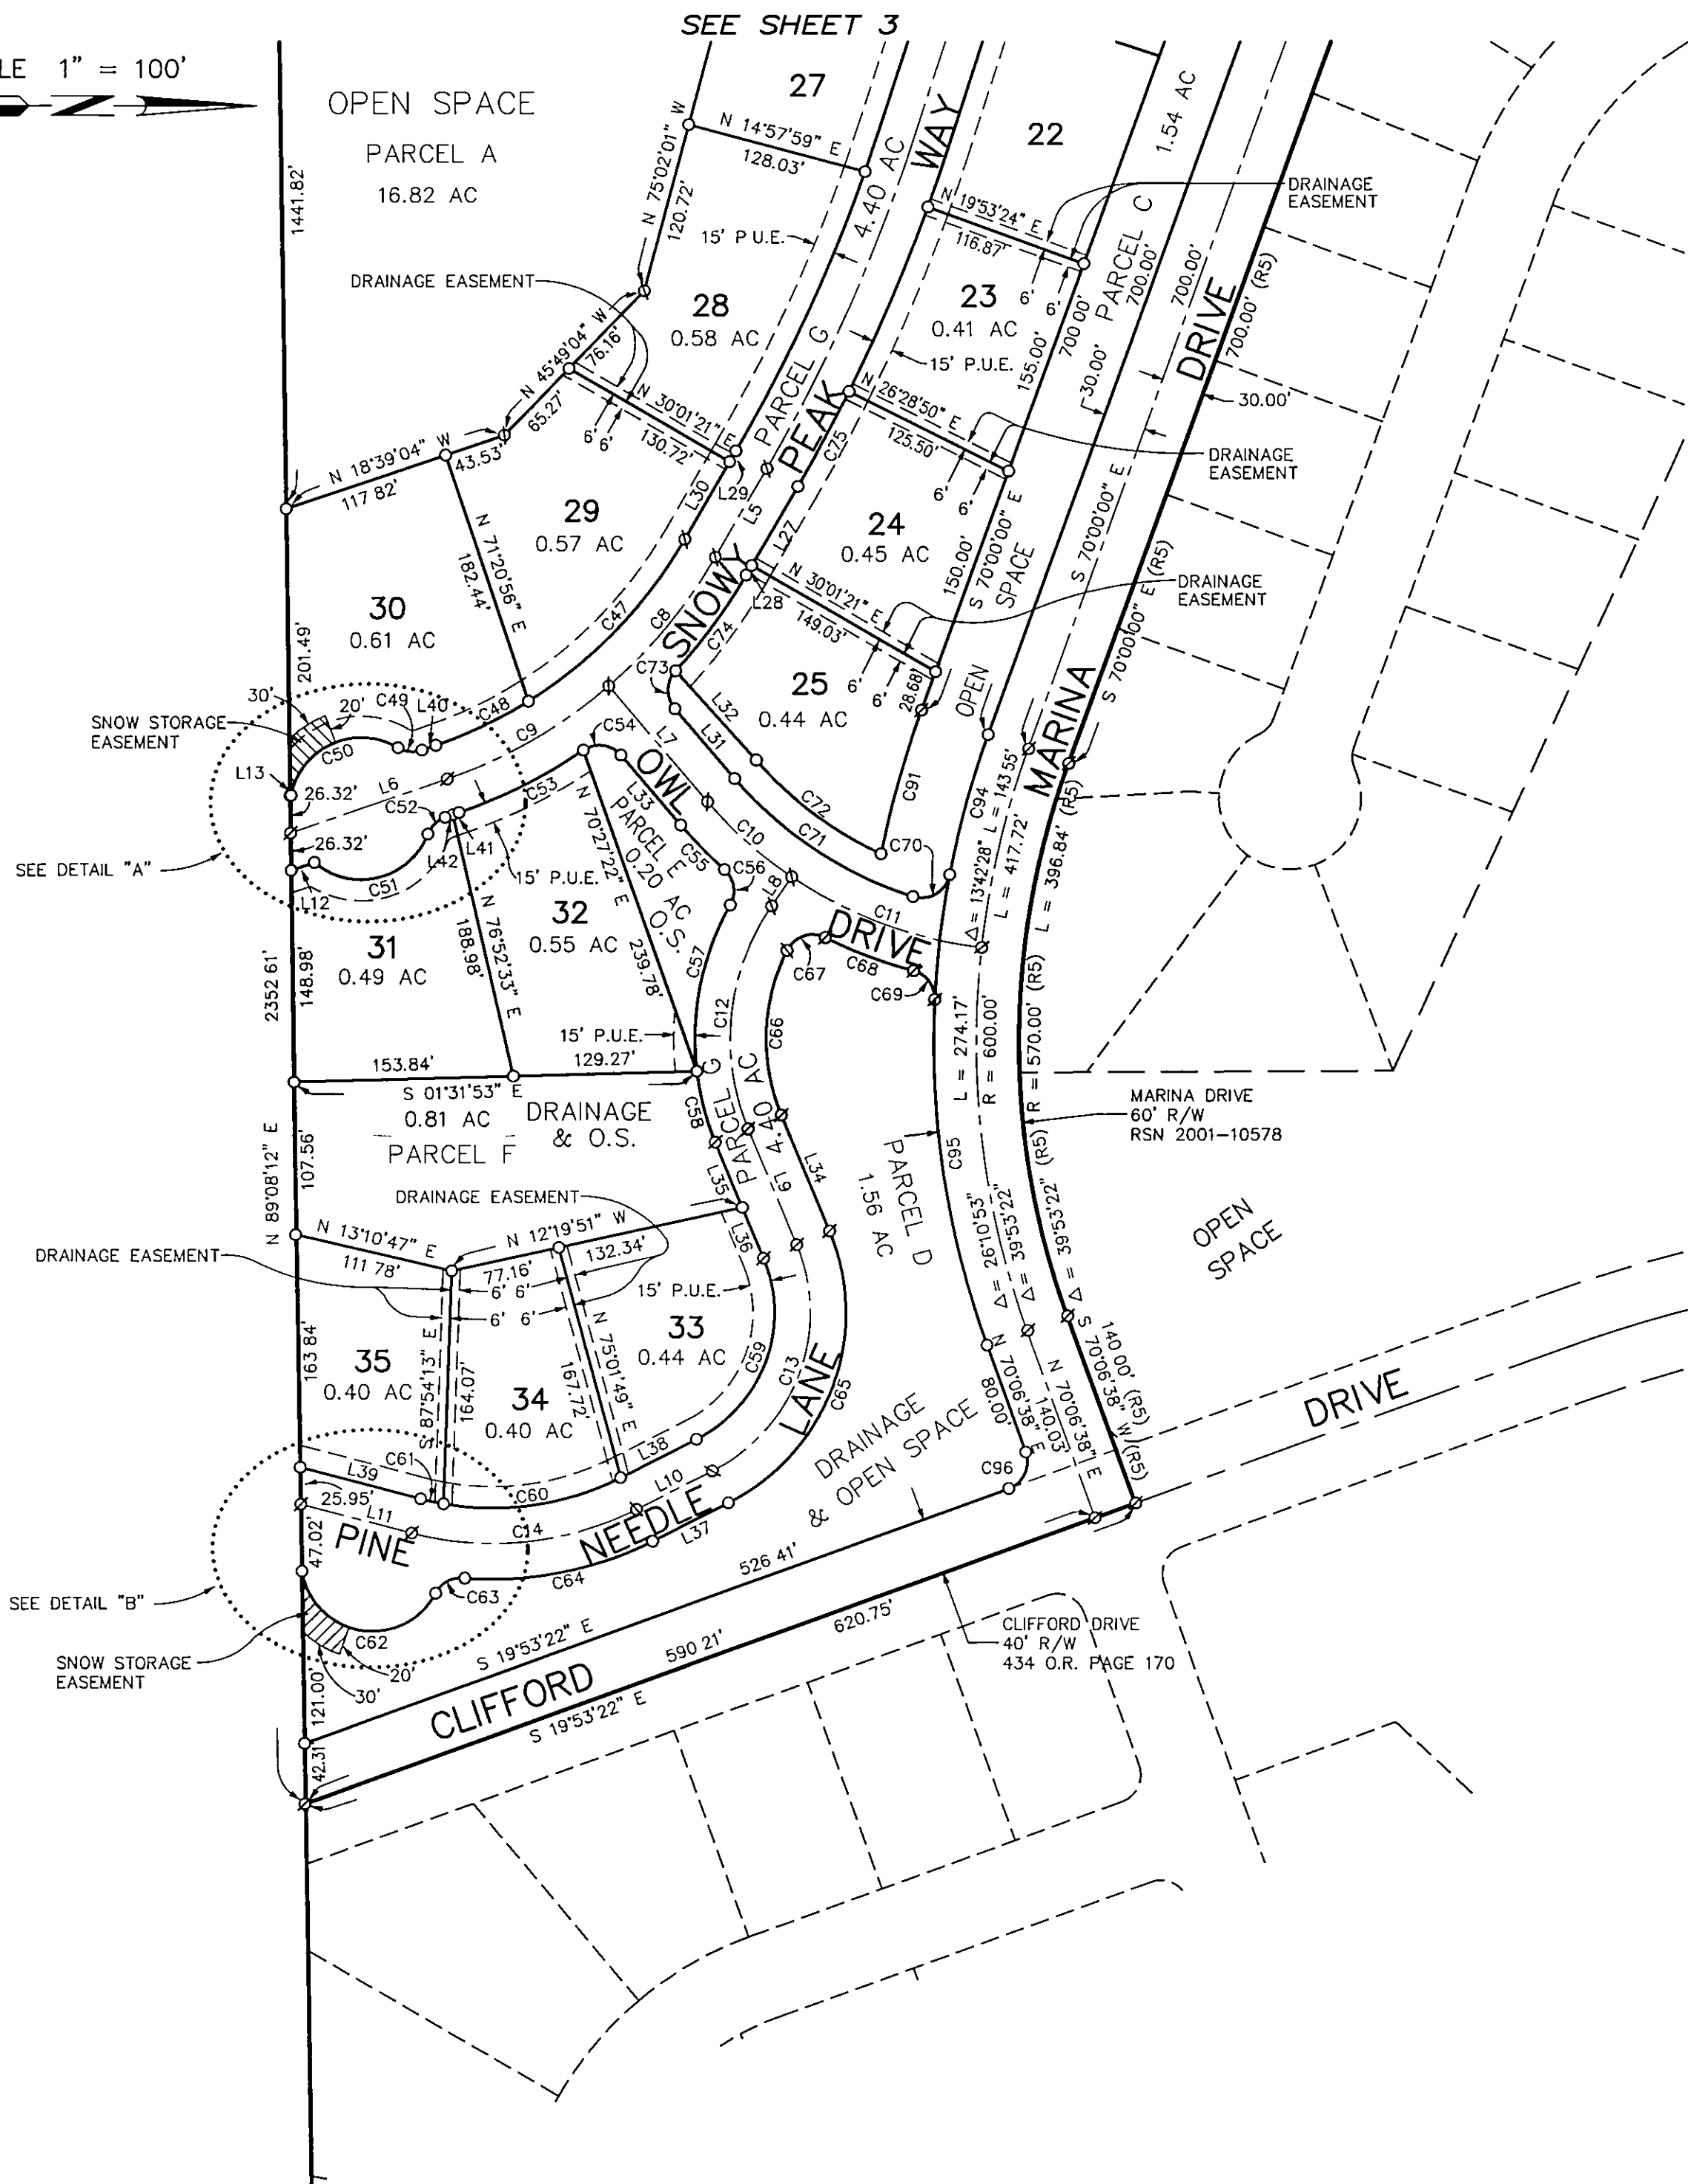 SEE SHEET 3
LE 1" = 100'
OPEN SPACE
PARCEL A
16.82 AC
1441.82'
N 75°02'01" W
120.72'
27
N 14°57'59" E
128.03'
15' P.U.E.
4.40 AC
WAY
22
1.54 AC
N 19°53'24" E
116.87'
DRAINAGE
EASEMENT
PARCEL C
700.00'
700.00'
DRIVE
700.00' (R5)
DRAINAGE EASEMENT
28
0.58 AC
PARCEL G
23
0.41 AC
6'
6'
15' P.U.E.
155.00'
700 00'
30.00'
30.00'
N 45°49'04" W
76.16'
65.27'
N 30°01'21" E
130.72'
6'
6'
PEAK
C75
N 26°28'50" E
125.50'
DRAINAGE
EASEMENT
6'
6'
N 18°39'04" W
43.53'
117 82'
L30
L29
L5
L27
29
0.57 AC
24
0.45 AC
150.00'
S 70°00'00" E
SPACE
S 70°00'00" E
S 70°00'00" E (R5)
N 71°20'56" E
182.44'
C47
C8
SNOWY
L28
C74
N 30°01'21" E
149.03'
DRAINAGE
EASEMENT
30
0.61 AC
201.49'
C73
25
0.44 AC
6'
6'
28.68'
OPEN
MARINA
30'
20'
SNOW STORAGE
EASEMENT
C49
L40
C48
C50
C9
C54
L7
L32
L31
OWL
L13
26.32'
L6
C52
C53
L33
C10
C72
C71
C91
C70
C94
L = 143 55'
Δ = 13°42'28"
L = 417.72'
L = 396.84' (R5)
SEE DETAIL "A"
26.32'
L12
C51
L42
L41
15' P.U.E.
N 70°27'22" E
239.78'
PARCEL E
0.20 AC
O.S.
C55
C56
L8
C11
DRIVE
31
0.49 AC
148.98'
2352 61'
N 76°52'33" E
188.98'
32
0.55 AC
C57
C12
C67
C68
C69
C66
15' P.U.E.
153.84'
129.27'
S 01°31'53" E
0.81 AC
DRAINAGE
& O.S.
PARCEL F
C58
PARCEL G
4.40 AC
L = 274.17'
R = 600.00'
R = 570.00' (R5)
MARINA DRIVE
60' R/W
RSN 2001-10578
N 89°08'12" E
107.56'
DRAINAGE EASEMENT
L35
L9
L34
PARCEL D
1.56 AC
C95
Δ = 26°10'53"
Δ = 39°53'22"
Δ = 39°53'22" (R5)
OPEN
SPACE
DRAINAGE EASEMENT
N 13°10'47" E
111 78'
N 12°19'51" W
77.16'
132.34'
L36
6' 6'
6' 6'
15' P.U.E.
163 84'
35
0.40 AC
S 87°54'13" E
164.07'
34
0.40 AC
N 75°01'49" E
167.72'
33
0.44 AC
C59
C13
LANE
C65
N 70°06'38" E
80.00'
N 70°06'38" E
140.03'
140 00' (R5)
S 70°06'38" W (R5)
DRIVE
L39
C61
C60
L38
L10
C96
DRAINAGE
& OPEN SPACE
25.95'
L11
PINE
C14
NEEDLE
L37
47.02'
C63
C64
526 41'
SEE DETAIL "B"
C62
20'
30'
SNOW STORAGE
EASEMENT
121.00'
42.31
S 19°53'22" E
CLIFFORD
590 21'
620.75'
S 19°53'22" E
CLIFFORD DRIVE
40' R/W
434 O.R. PAGE 170